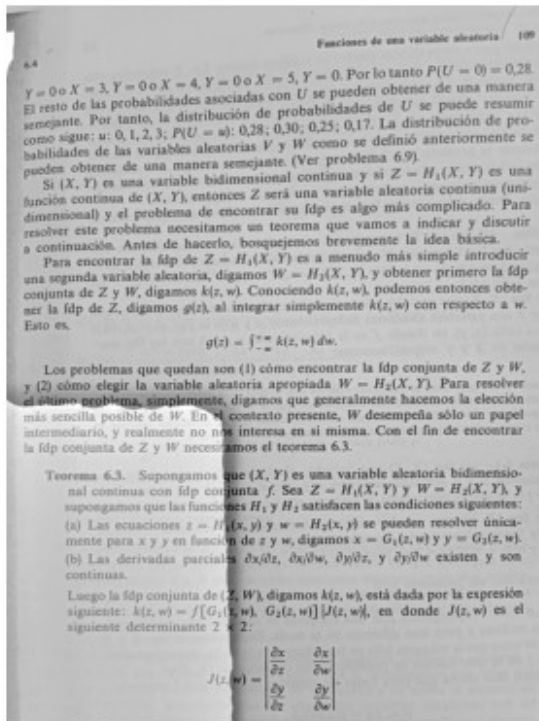 Funciones de una variable aleatoria 109
6.4
Y = 0 o X = 3, Y = 0 o X = 4, Y = 0 o X = 5, Y = 0. Por lo tanto P(U = 0) = 0,28.
El resto de las probabilidades asociadas con U se pueden obtener de una manera
semejante. Por tanto, la distribución de probabilidades de U se puede resumir
como sigue: u: 0, 1, 2, 3; P(U = u): 0,28; 0,30; 0,25; 0,17. La distribución de pro-
babilidades de las variables aleatorias V y W como se definió anteriormente se
pueden obtener de una manera semejante. (Ver problema 6.9).
Si (X, Y) es una variable bidimensional continua y si Z = H₁(X, Y) es una
función continua de (X, Y), entonces Z será una variable aleatoria continua (uni-
dimensional) y el problema de encontrar su fdp es algo más complicado. Para
resolver este problema necesitamos un teorema que vamos a indicar y discutir
a continuación. Antes de hacerlo, bosquejemos brevemente la idea básica.
Para encontrar la fdp de Z = H₁(X, Y) es a menudo más simple introducir
una segunda variable aleatoria, digamos W = H₂(X, Y), y obtener primero la fdp
conjunta de Z y W, digamos k(z, w). Conociendo k(z, w), podemos entonces obte-
ner la fdp de Z, digamos g(z), al integrar simplemente k(z, w) con respecto a w.
Esto es,
g(z) = ∫₋∞⁺∞ k(z, w) dw.
Los problemas que quedan son (1) cómo encontrar la fdp conjunta de Z y W,
y (2) cómo elegir la variable aleatoria apropiada W = H₂(X, Y). Para resolver
el último problema, simplemente, digamos que generalmente hacemos la elección
más sencilla posible de W. En el contexto presente, W desempeña sólo un papel
intermediario, y realmente no nos interesa en si misma. Con el fin de encontrar
la fdp conjunta de Z y W necesitamos el teorema 6.3.
Teorema 6.3. Supongamos que (X, Y) es una variable aleatoria bidimensio-
nal continua con fdp conjunta f. Sea Z = H₁(X, Y) y W = H₂(X, Y), y
supongamos que las funciones H₁ y H₂ satisfacen las condiciones siguientes:
(a) Las ecuaciones z = H₁(x, y) y w = H₂(x, y) se pueden resolver única-
mente para x y y en función de z y w, digamos x = G₁(z, w) y y = G₂(z, w).
(b) Las derivadas parciales ∂x/∂z, ∂x/∂w, ∂y/∂z, y ∂y/∂w existen y son
continuas.
Luego la fdp conjunta de (Z, W), digamos k(z, w), está dada por la expresión
siguiente: k(z, w) = f[G₁(z, w), G₂(z, w)] |J(z, w)|, en donde J(z, w) es el
siguiente determinante 2 × 2:
J(z, w) = | ∂x/∂z ∂x/∂w |
| ∂y/∂z ∂y/∂w |.